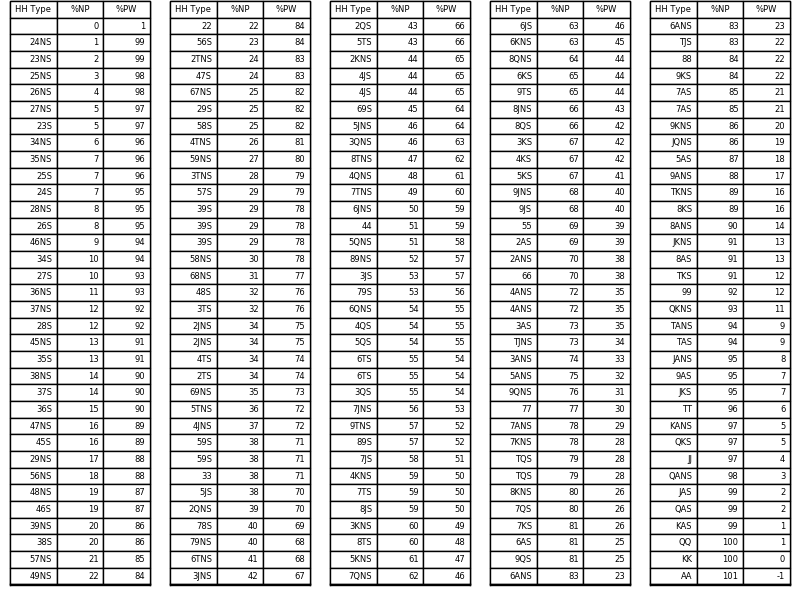 HH Type %NP %PW
0 1
24NS 1 99
23NS 2 99
25NS 3 98
26NS 4 98
27NS 5 97
23S 5 97
34NS 6 96
35NS 7 96
25S 7 96
24S 7 95
28NS 8 95
26S 8 95
46NS 9 94
34S 10 94
27S 10 93
36NS 11 93
37NS 12 92
28S 12 92
45NS 13 91
35S 13 91
38NS 14 90
37S 14 90
36S 15 90
47NS 16 89
45S 16 89
29NS 17 88
56NS 18 88
48NS 19 87
46S 19 87
39NS 20 86
38S 20 86
57NS 21 85
49NS 22 84
HH Type %NP %PW
22 22 84
56S 23 84
2TNS 24 83
47S 24 83
67NS 25 82
29S 25 82
58S 25 82
4TNS 26 81
59NS 27 80
3TNS 28 79
57S 29 79
39S 29 78
39S 29 78
39S 29 78
58NS 30 78
68NS 31 77
48S 32 76
3TS 32 76
2JNS 34 75
2JNS 34 75
4TS 34 74
2TS 34 74
69NS 35 73
5TNS 36 72
4JNS 37 72
59S 38 71
59S 38 71
33 38 71
5JS 38 70
2QNS 39 70
78S 40 69
79NS 40 68
6TNS 41 68
3JNS 42 67
HH Type %NP %PW
2QS 43 66
5TS 43 66
2KNS 44 65
4JS 44 65
4JS 44 65
69S 45 64
5JNS 46 64
3QNS 46 63
8TNS 47 62
4QNS 48 61
7TNS 49 60
6JNS 50 59
44 51 59
5QNS 51 58
89NS 52 57
3JS 53 57
79S 53 56
6QNS 54 55
4QS 54 55
5QS 54 55
6TS 55 54
6TS 55 54
3QS 55 54
7JNS 56 53
9TNS 57 52
89S 57 52
7JS 58 51
4KNS 59 50
7TS 59 50
8JS 59 50
3KNS 60 49
8TS 60 48
5KNS 61 47
7QNS 62 46
HH Type %NP %PW
6JS 63 46
6KNS 63 45
8QNS 64 44
6KS 65 44
9TS 65 44
8JNS 66 43
8QS 66 42
3KS 67 42
4KS 67 42
5KS 67 41
9JNS 68 40
9JS 68 40
55 69 39
2AS 69 39
2ANS 70 38
66 70 38
4ANS 72 35
4ANS 72 35
3AS 73 35
TJNS 73 34
3ANS 74 33
5ANS 75 32
9QNS 76 31
77 77 30
7ANS 78 29
7KNS 78 28
TQS 79 28
TQS 79 28
8KNS 80 26
7QS 80 26
7KS 81 26
6AS 81 25
9QS 81 25
6ANS 83 23
HH Type %NP %PW
6ANS 83 23
TJS 83 22
88 84 22
9KS 84 22
7AS 85 21
7AS 85 21
9KNS 86 20
JQNS 86 19
5AS 87 18
9ANS 88 17
TKNS 89 16
8KS 89 16
8ANS 90 14
JKNS 91 13
8AS 91 13
TKS 91 12
99 92 12
QKNS 93 11
TANS 94 9
TAS 94 9
JANS 95 8
9AS 95 7
JKS 95 7
TT 96 6
KANS 97 5
QKS 97 5
JJ 97 4
QANS 98 3
JAS 99 2
QAS 99 2
KAS 99 1
QQ 100 1
KK 100 0
AA 101 -1